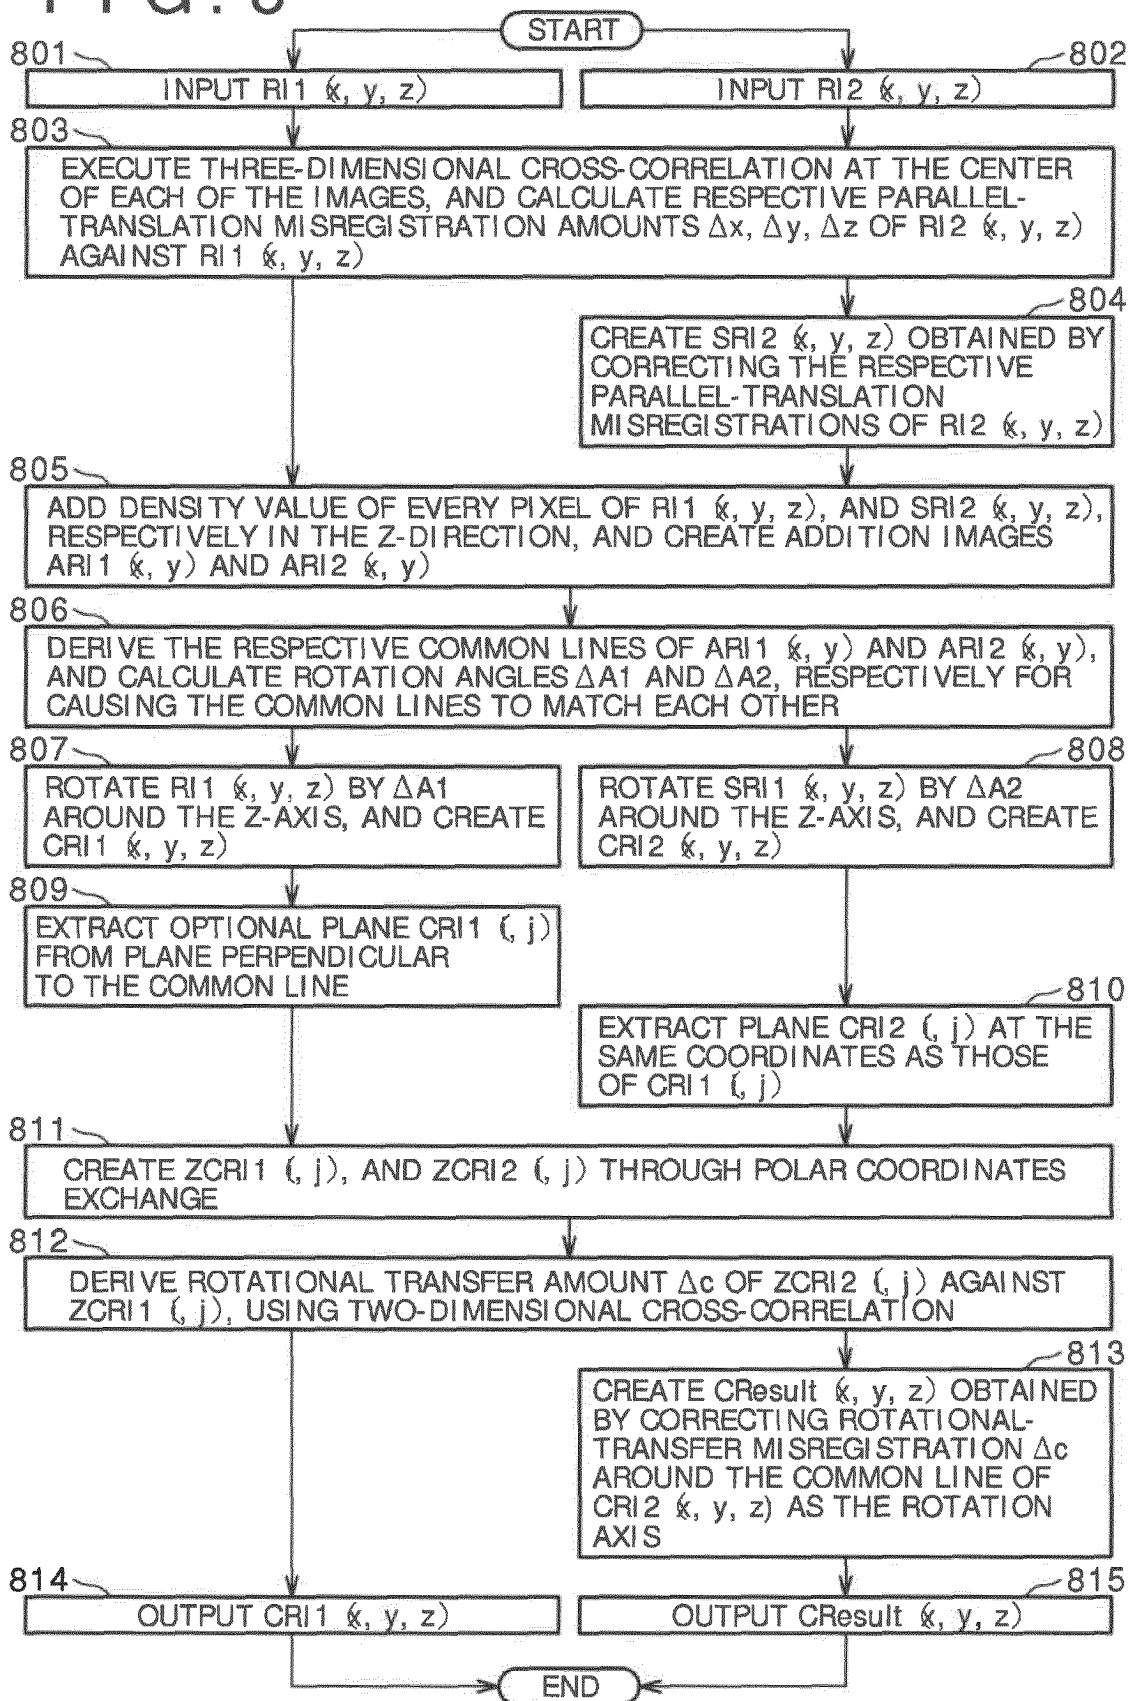 START
801
802
INPUT RI1 (x, y, z)
INPUT RI2 (x, y, z)
803
EXECUTE THREE-DIMENSIONAL CROSS-CORRELATION AT THE CENTER
OF EACH OF THE IMAGES, AND CALCULATE RESPECTIVE PARALLEL-
TRANSLATION MISREGISTRATION AMOUNTS Δx, Δy, Δz OF RI2 (x, y, z)
AGAINST RI1 (x, y, z)
804
CREATE SRI2 (x, y, z) OBTAINED BY
CORRECTING THE RESPECTIVE
PARALLEL-TRANSLATION
MISREGISTRATIONS OF RI2 (x, y, z)
805
ADD DENSITY VALUE OF EVERY PIXEL OF RI1 (x, y, z), AND SRI2 (x, y, z),
RESPECTIVELY IN THE Z-DIRECTION, AND CREATE ADDITION IMAGES
ARI1 (x, y) AND ARI2 (x, y)
806
DERIVE THE RESPECTIVE COMMON LINES OF ARI1 (x, y) AND ARI2 (x, y),
AND CALCULATE ROTATION ANGLES ΔA1 AND ΔA2, RESPECTIVELY FOR
CAUSING THE COMMON LINES TO MATCH EACH OTHER
807
ROTATE RI1 (x, y, z) BY ΔA1
AROUND THE Z-AXIS, AND CREATE
CRI1 (x, y, z)
808
ROTATE SRI1 (x, y, z) BY ΔA2
AROUND THE Z-AXIS, AND CREATE
CRI2 (x, y, z)
809
EXTRACT OPTIONAL PLANE CRI1 (, j)
FROM PLANE PERPENDICULAR
TO THE COMMON LINE
810
EXTRACT PLANE CRI2 (, j) AT THE
SAME COORDINATES AS THOSE
OF CRI1 (, j)
811
CREATE ZCRI1 (, j), AND ZCRI2 (, j) THROUGH POLAR COORDINATES
EXCHANGE
812
DERIVE ROTATIONAL TRANSFER AMOUNT Δc OF ZCRI2 (, j) AGAINST
ZCRI1 (, j), USING TWO-DIMENSIONAL CROSS-CORRELATION
813
CREATE CResult (x, y, z) OBTAINED
BY CORRECTING ROTATIONAL-
TRANSFER MISREGISTRATION Δc
AROUND THE COMMON LINE OF
CRI2 (x, y, z) AS THE ROTATION
AXIS
814
OUTPUT CRI1 (x, y, z)
815
OUTPUT CResult (x, y, z)
END